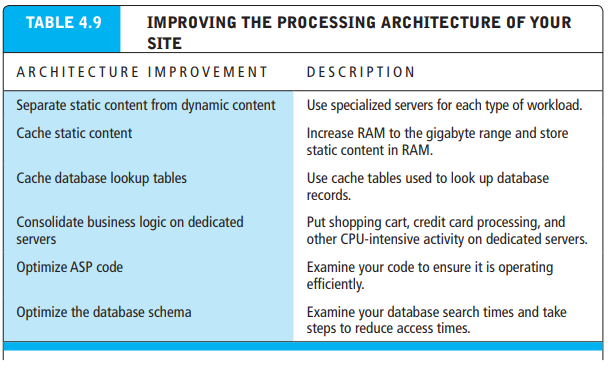 TABLE 4.9
IMPROVING THE PROCESSING ARCHITECTURE OF YOUR
SITE
ARCHITECTURE IMPROVEMENT
DESCRIPTION
Separate static content from dynamic content
Use specialized servers for each type of workload.
Cache static content
Increase RAM to the gigabyte range and store
static content in RAM.
Cache database lookup tables
Use cache tables used to look up database
records.
Consolidate business logic on dedicated
servers
Put shopping cart, credit card processing, and
other CPU-intensive activity on dedicated servers.
Optimize ASP code
Examine your code to ensure it is operating
efficiently.
Optimize the database schema
Examine your database search times and take
steps to reduce access times.